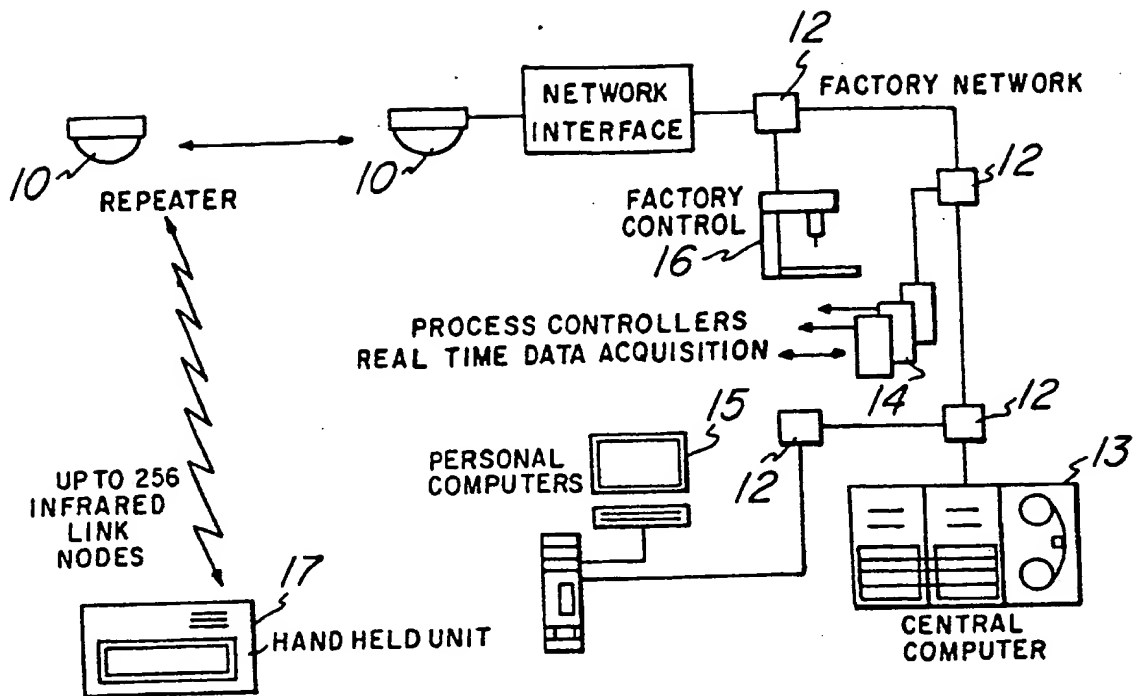 12
NETWORK
INTERFACE
FACTORY NETWORK
10
10
12
REPEATER
FACTORY
CONTROL
16
PROCESS CONTROLLERS
REAL TIME DATA ACQUISITION
14
12
15
12
13
PERSONAL
COMPUTERS
UP TO 256
INFRARED
LINK
NODES
17
HAND HELD UNIT
CENTRAL
COMPUTER